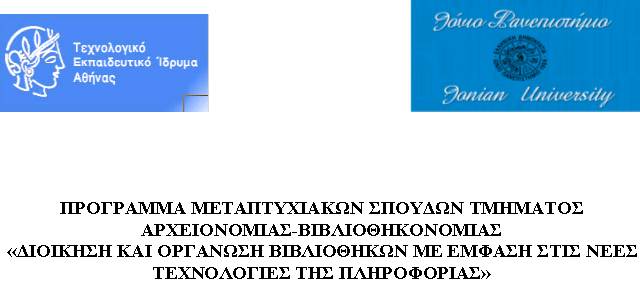 Τεχνολογικό
Εκπαιδευτικό Ίδρυμα
Αθήνας
Ιόνιο Πανεπιστήμιο
Ionian University
ΠΡΟΓΡΑΜΜΑ ΜΕΤΑΠΤΥΧΙΑΚΩΝ ΣΠΟΥΔΩΝ ΤΜΗΜΑΤΟΣ
ΑΡΧΕΙΟΝΟΜΙΑΣ-ΒΙΒΛΙΟΘΗΚΟΝΟΜΙΑΣ
«ΔΙΟΙΚΗΣΗ ΚΑΙ ΟΡΓΑΝΩΣΗ ΒΙΒΛΙΟΘΗΚΩΝ ΜΕ ΕΜΦΑΣΗ ΣΤΙΣ ΝΕΕΣ
ΤΕΧΝΟΛΟΓΙΕΣ ΤΗΣ ΠΛΗΡΟΦΟΡΙΑΣ»